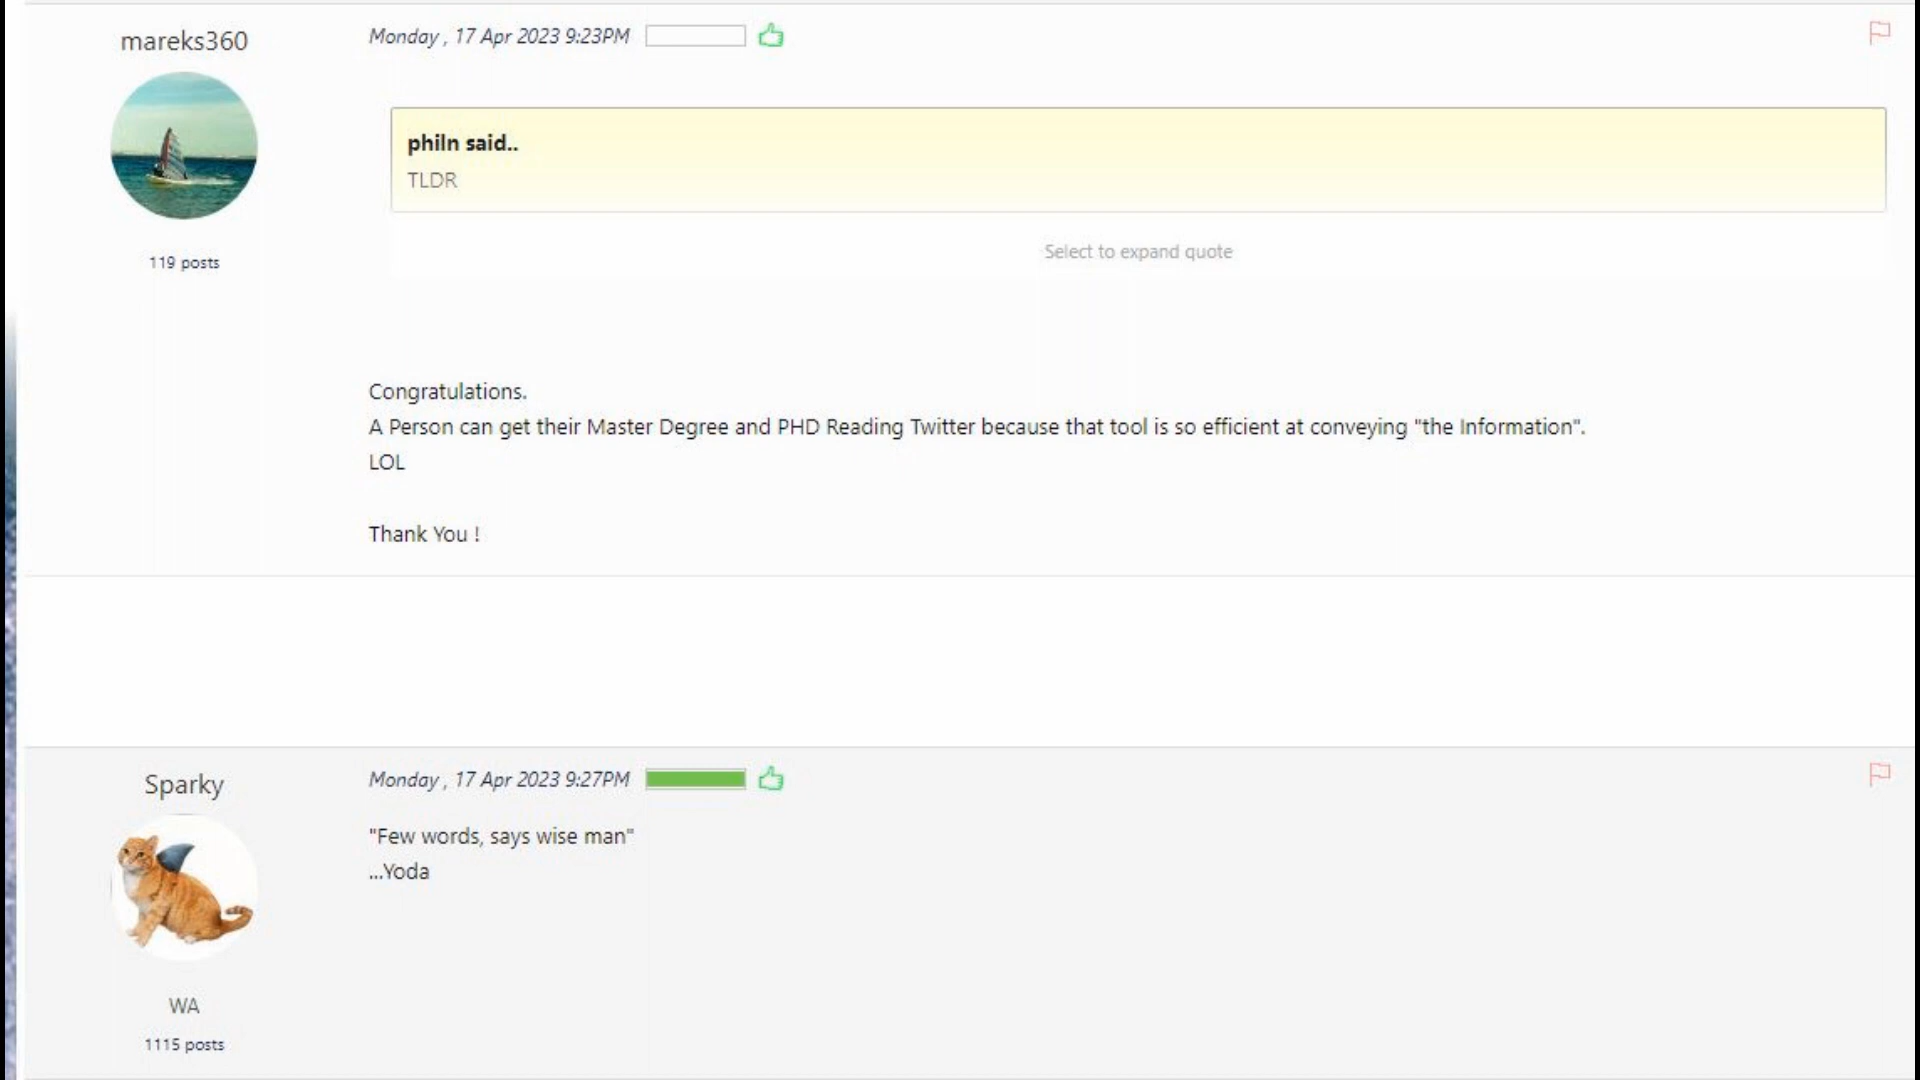 mareks360
Monday , 17 Apr 2023 9:23PM
philn said..
TLDR
119 posts
Select to expand quote
Congratulations.
A Person can get their Master Degree and PHD Reading Twitter because that tool is so efficient at conveying "the Information".
LOL
Thank You !
Sparky
Monday , 17 Apr 2023 9:27PM
"Few words, says wise man"
...Yoda
WA
1115 posts